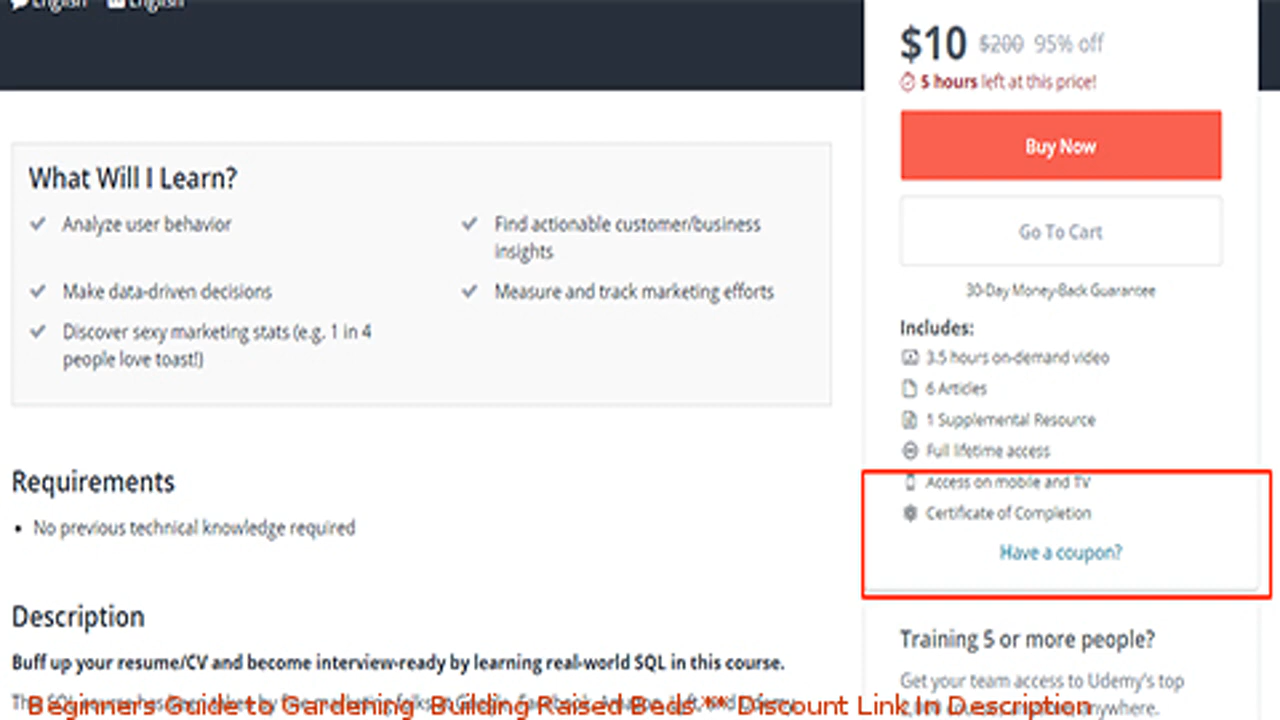 English English
$10 $200 95% off
5 hours left at this price!
Buy Now
Go To Cart
30-Day Money-Back Guarantee
Includes:
3.5 hours on-demand video
6 Articles
1 Supplemental Resource
Full lifetime access
Access on mobile and TV
Certificate of Completion
Have a coupon?
Training 5 or more people?
Get your team access to Udemy's top
anywhere.
What Will I Learn?
Analyze user behavior
Find actionable customer/business
insights
Make data-driven decisions
Measure and track marketing efforts
Discover sexy marketing stats (e.g. 1 in 4
people love toast!)
Requirements
• No previous technical knowledge required
Description
Buff up your resume/CV and become interview-ready by learning real-world SQL in this course.
Beginners Guide to Gardening Building Raised Beds ** Discount Link In Description